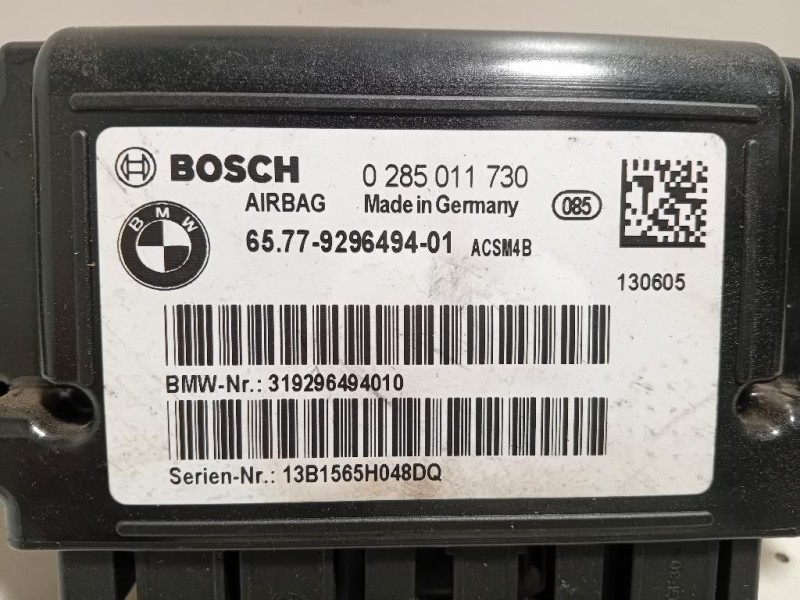 BOSCH 0 285 011 730
AIRBAG Made in Germany 085
BMW
65.77-9296494-01 ACSM4B
130605
BMW-Nr.: 319296494010
Serien-Nr.: 13B1565H048DQ